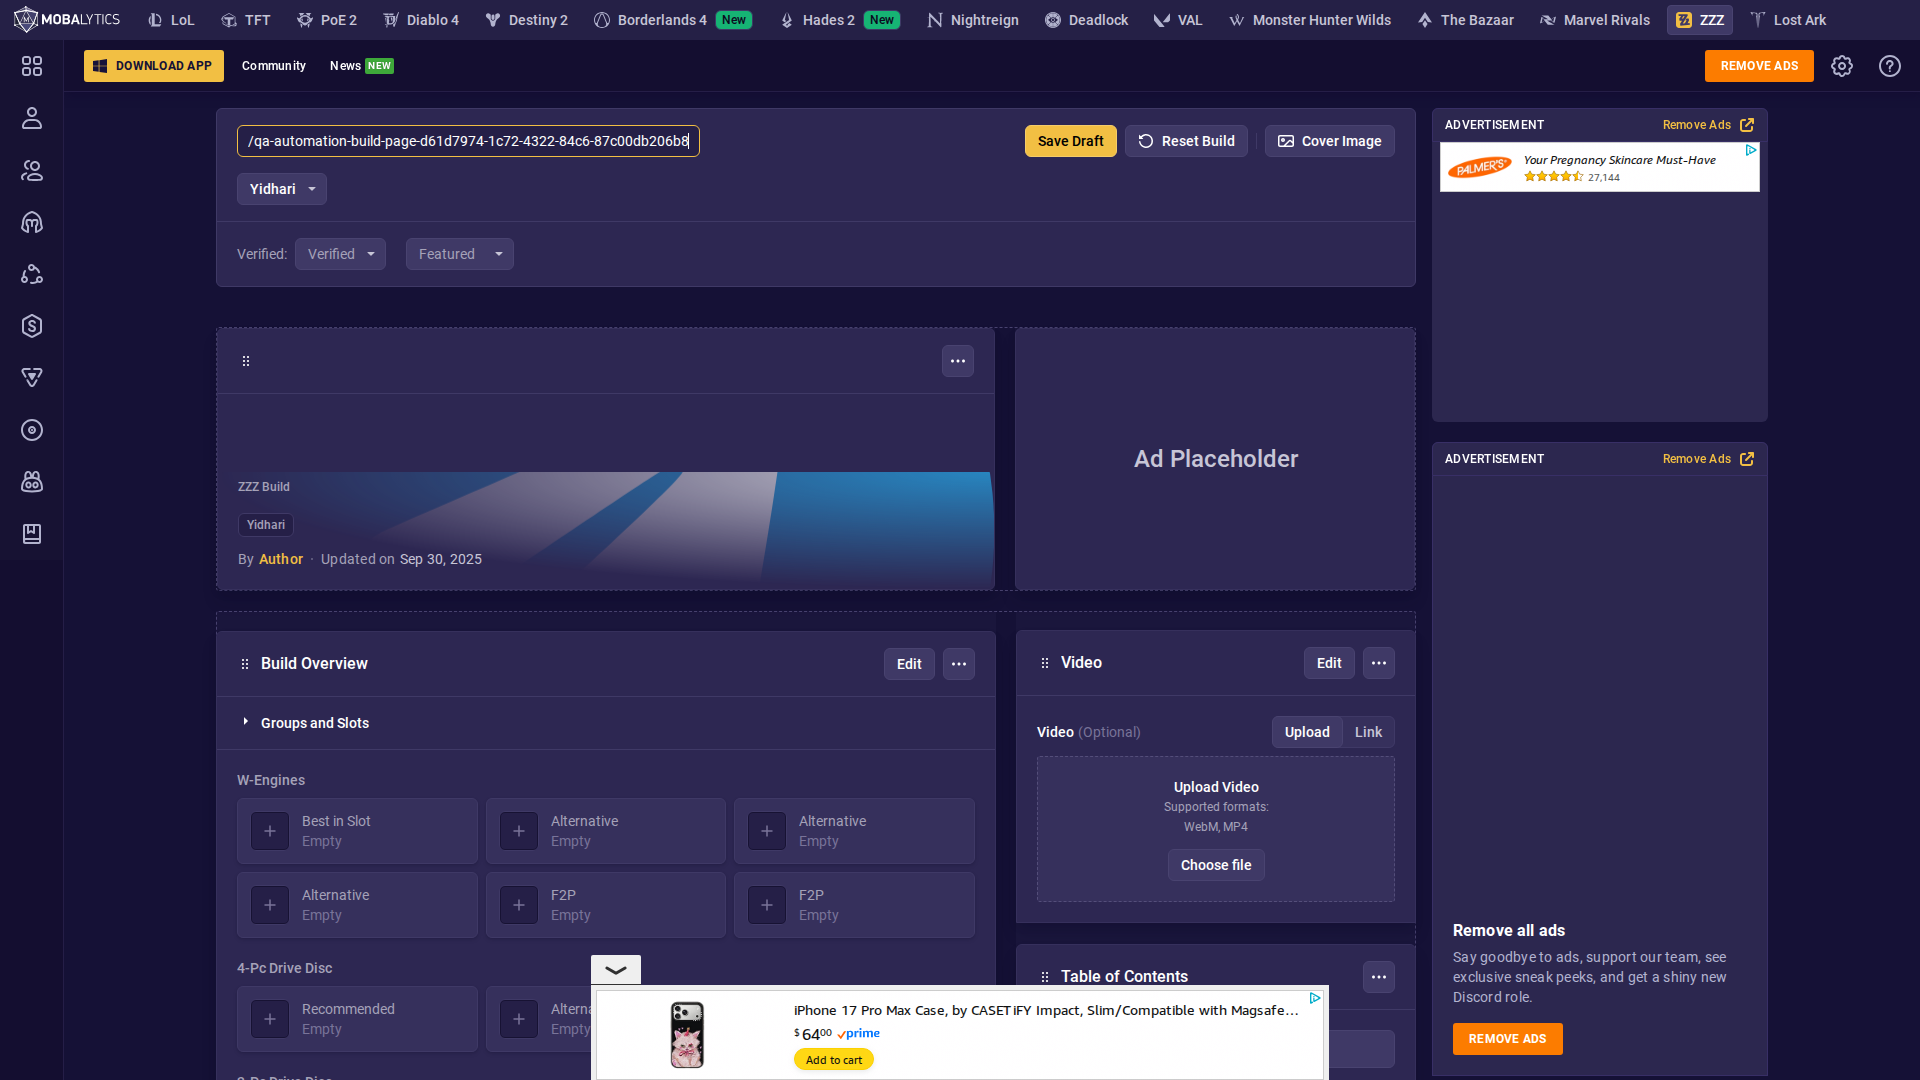 MOBALYTICS
LoL
TFT
PoE 2
Diablo 4
Destiny 2
Borderlands 4 New
Hades 2 New
Nightreign
Deadlock
VAL
Monster Hunter Wilds
The Bazaar
Marvel Rivals
ZZZ
Lost Ark
DOWNLOAD APP
Community
News NEW
REMOVE ADS
/qa-automation-build-page-d61d7974-1c72-4322-84c6-87c00db206b8
Save Draft
Reset Build
Cover Image
Yidhari
Verified: Verified
Featured
ADVERTISEMENT
Remove Ads
PALMER'S
Your Pregnancy Skincare Must-Have
27,144
ZZZ Build
Yidhari
By Author · Updated on Sep 30, 2025
Ad Placeholder
ADVERTISEMENT
Remove Ads
Build Overview
Edit
Groups and Slots
W-Engines
Best in Slot
Empty
Alternative
Empty
Alternative
Empty
Alternative
Empty
F2P
Empty
F2P
Empty
4-Pc Drive Disc
Recommended
Empty
Alterna
Empty
Video
Edit
Video (Optional)
Upload
Link
Upload Video
Supported formats:
WebM, MP4
Choose file
Table of Contents
Remove all ads
Say goodbye to ads, support our team, see
exclusive sneak peeks, and get a shiny new
Discord role.
REMOVE ADS
iPhone 17 Pro Max Case, by CASETiFY Impact, Slim/Compatible with Magsafe...
$6400 prime
Add to cart